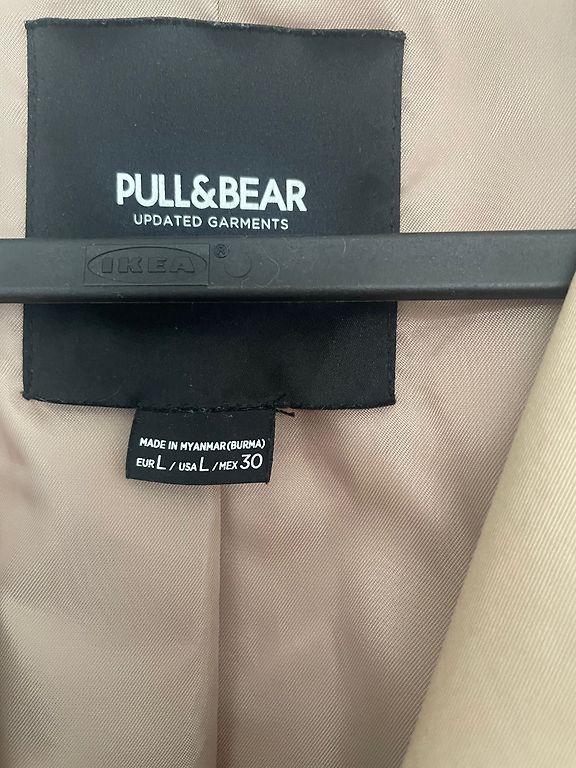 PULL&BEAR
UPDATED GARMENTS
IKEA®
MADE IN MYANMAR (BURMA)
EUR L / USA L / MEX 30